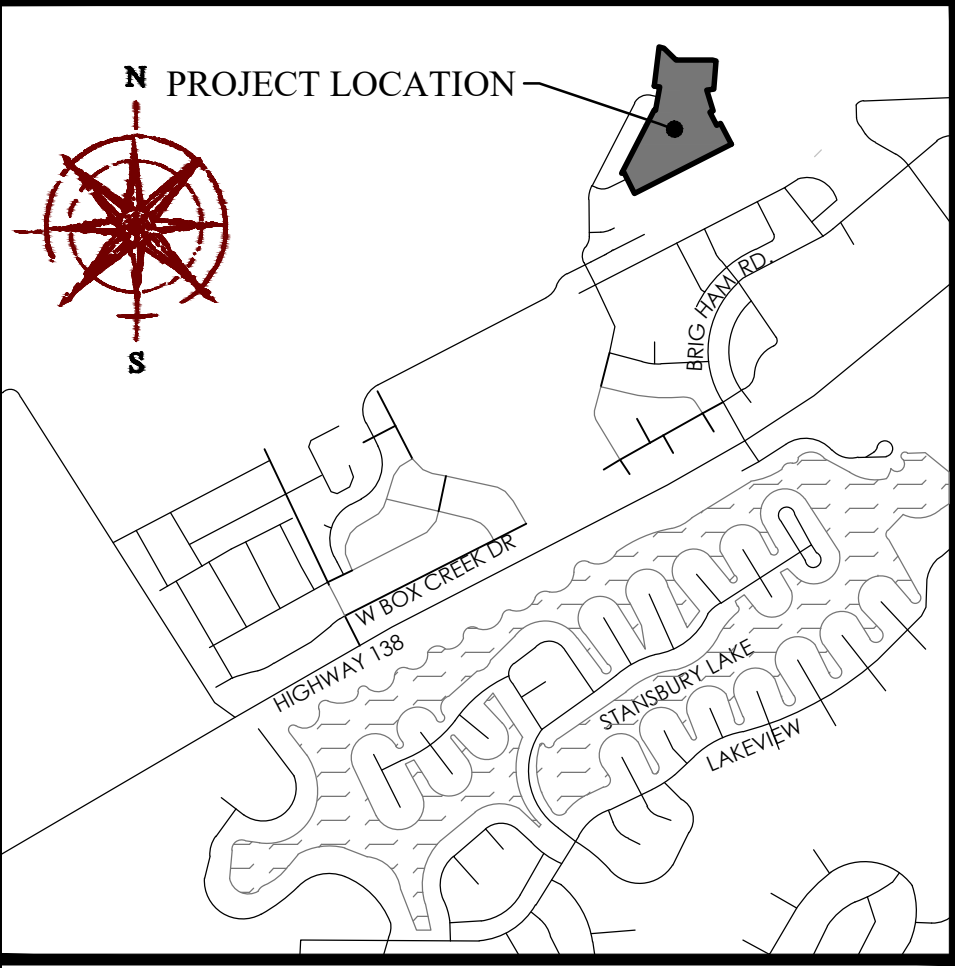 N
PROJECT LOCATION
S
BRIG HAM RD.
W BOX CREEK DR
HIGHWAY 138
STANSBURY LAKE
LAKEVIEW